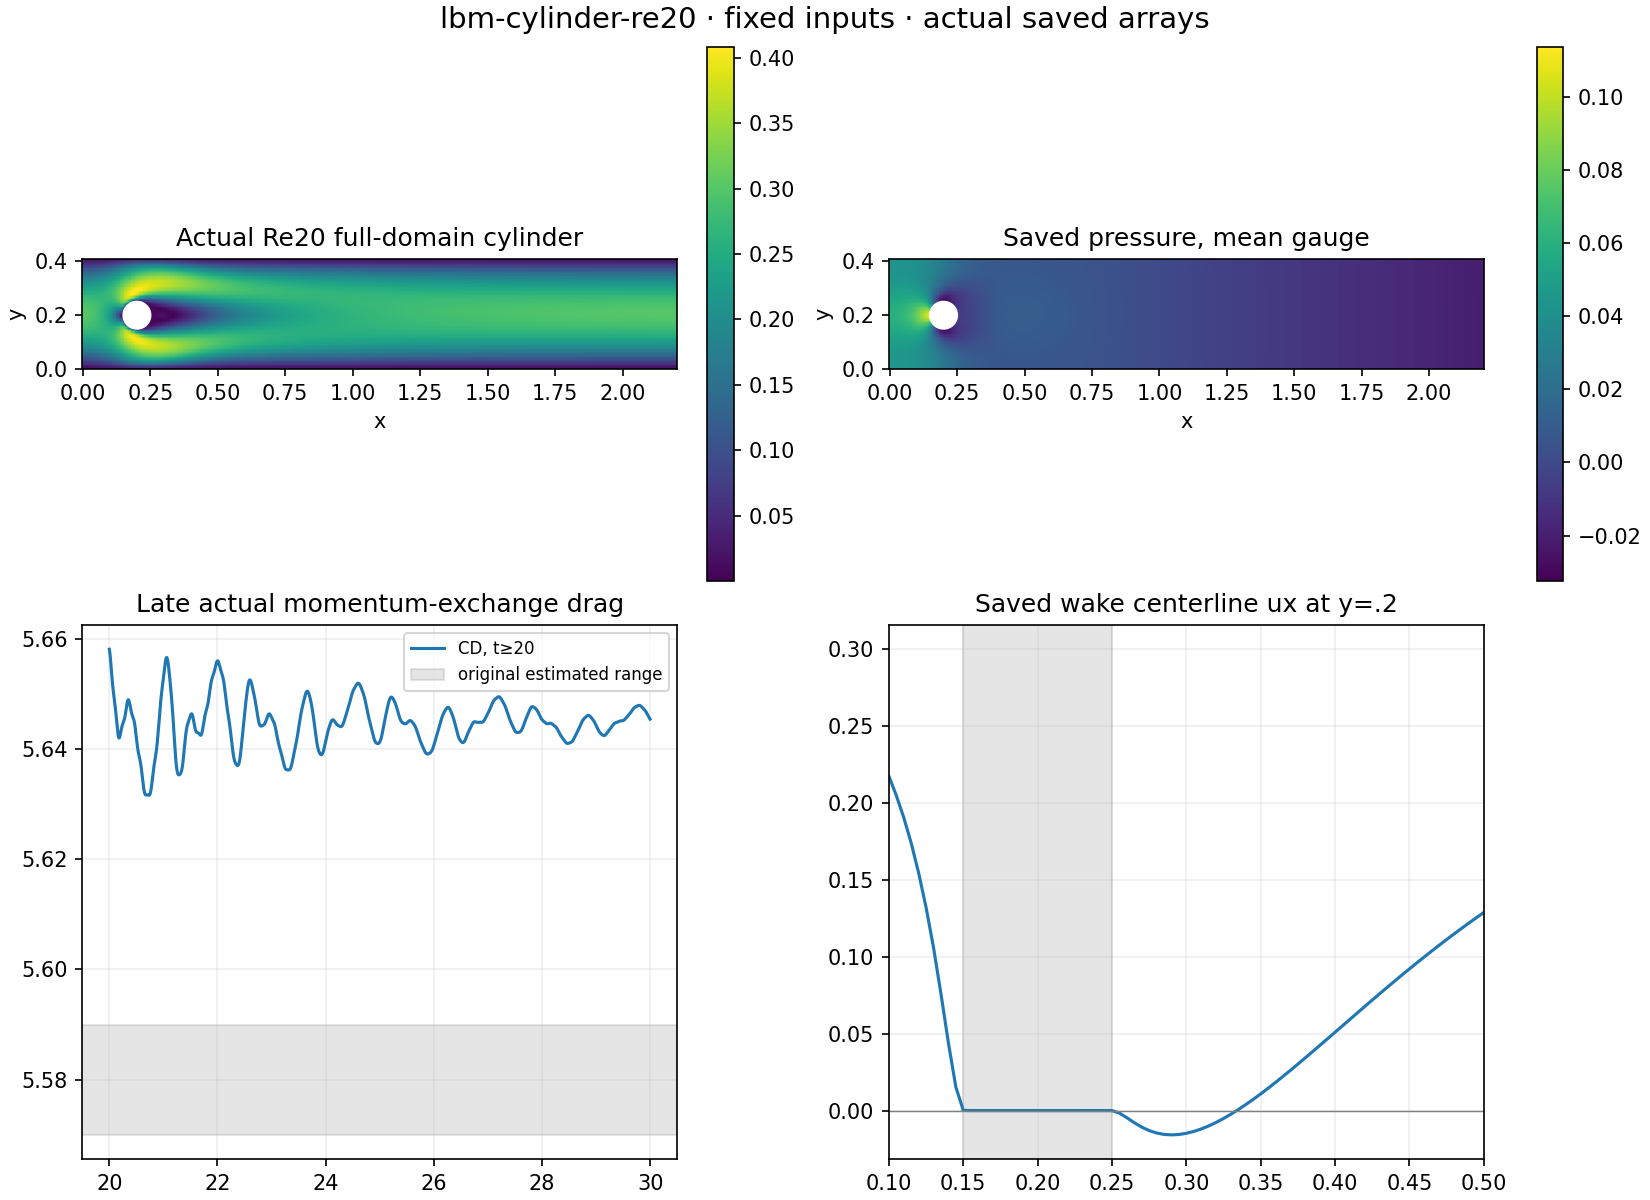 lbm-cylinder-re20 · fixed inputs · actual saved arrays
Actual Re20 full-domain cylinder
y
0.4
0.2
0.0
0.00 0.25 0.50 0.75 1.00 1.25 1.50 1.75 2.00
x
0.40
0.35
0.30
0.25
0.20
0.15
0.10
0.05
Saved pressure, mean gauge
y
0.4
0.2
0.0
0.00 0.25 0.50 0.75 1.00 1.25 1.50 1.75 2.00
x
0.10
0.08
0.06
0.04
0.02
0.00
−0.02
Late actual momentum-exchange drag
5.66
5.64
5.62
5.60
5.58
CD, t≥20
original estimated range
20 22 24 26 28 30
Saved wake centerline ux at y=.2
0.30
0.25
0.20
0.15
0.10
0.05
0.00
0.10 0.15 0.20 0.25 0.30 0.35 0.40 0.45 0.50